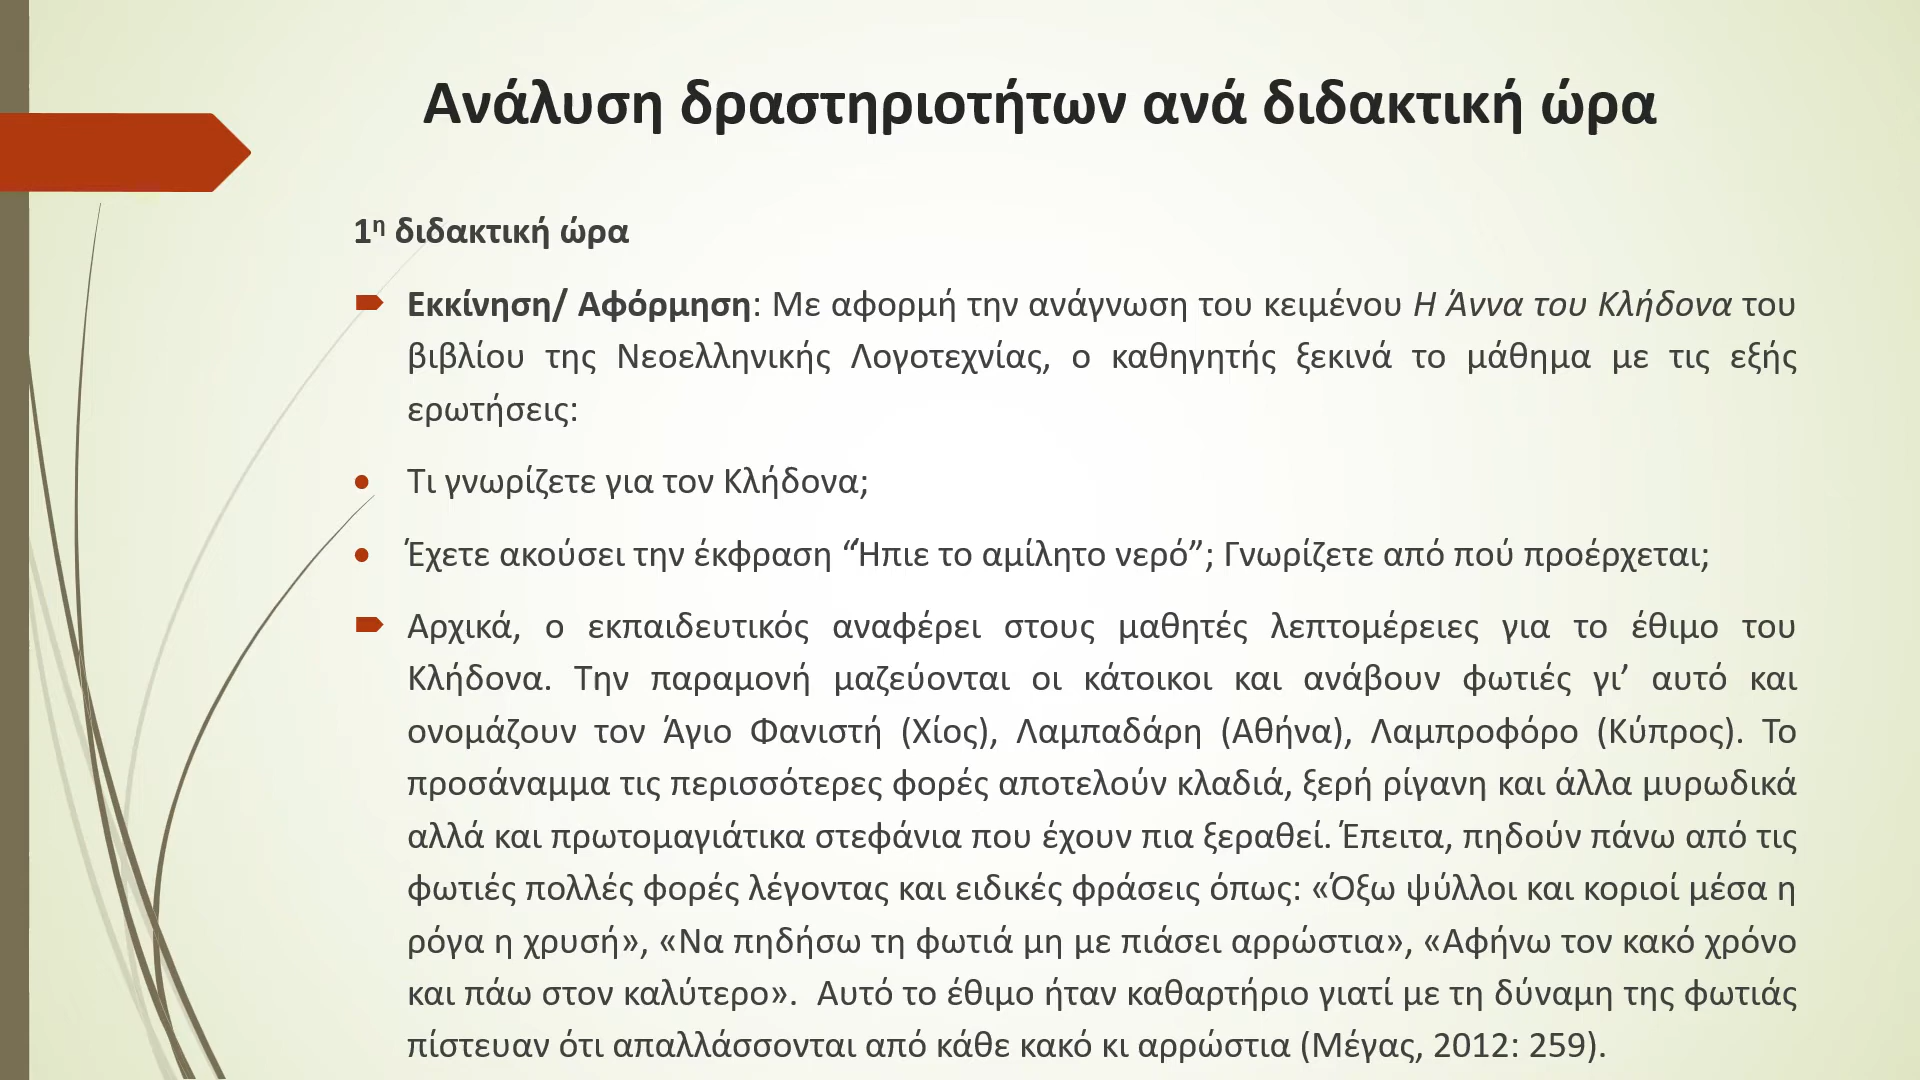 Ανάλυση δραστηριοτήτων ανά διδακτική ώρα
1η διδακτική ώρα
Εκκίνηση/ Αφόρμηση: Με αφορμή την ανάγνωση του κειμένου Η Άννα του Κλήδονα του
βιβλίου της Νεοελληνικής Λογοτεχνίας, ο καθηγητής ξεκινά το μάθημα με τις εξής
ερωτήσεις:
Τι γνωρίζετε για τον Κλήδονα;
Έχετε ακούσει την έκφραση “Ήπιε το αμίλητο νερό”; Γνωρίζετε από πού προέρχεται;
Αρχικά, ο εκπαιδευτικός αναφέρει στους μαθητές λεπτομέρειες για το έθιμο του
Κλήδονα. Την παραμονή μαζεύονται οι κάτοικοι και ανάβουν φωτιές γι’ αυτό και
ονομάζουν τον Άγιο Φανιστή (Χίος), Λαμπαδάρη (Αθήνα), Λαμπροφόρο (Κύπρος). Το
προσάναμμα τις περισσότερες φορές αποτελούν κλαδιά, ξερή ρίγανη και άλλα μυρωδικά
αλλά και πρωτομαγιάτικα στεφάνια που έχουν πια ξεραθεί. Έπειτα, πηδούν πάνω από τις
φωτιές πολλές φορές λέγοντας και ειδικές φράσεις όπως: «Όξω ψύλλοι και κοριοί μέσα η
ρόγα η χρυσή», «Να πηδήσω τη φωτιά μη με πιάσει αρρώστια», «Αφήνω τον κακό χρόνο
και πάω στον καλύτερο».  Αυτό το έθιμο ήταν καθαρτήριο γιατί με τη δύναμη της φωτιάς
πίστευαν ότι απαλλάσσονται από κάθε κακό κι αρρώστια (Μέγας, 2012: 259).